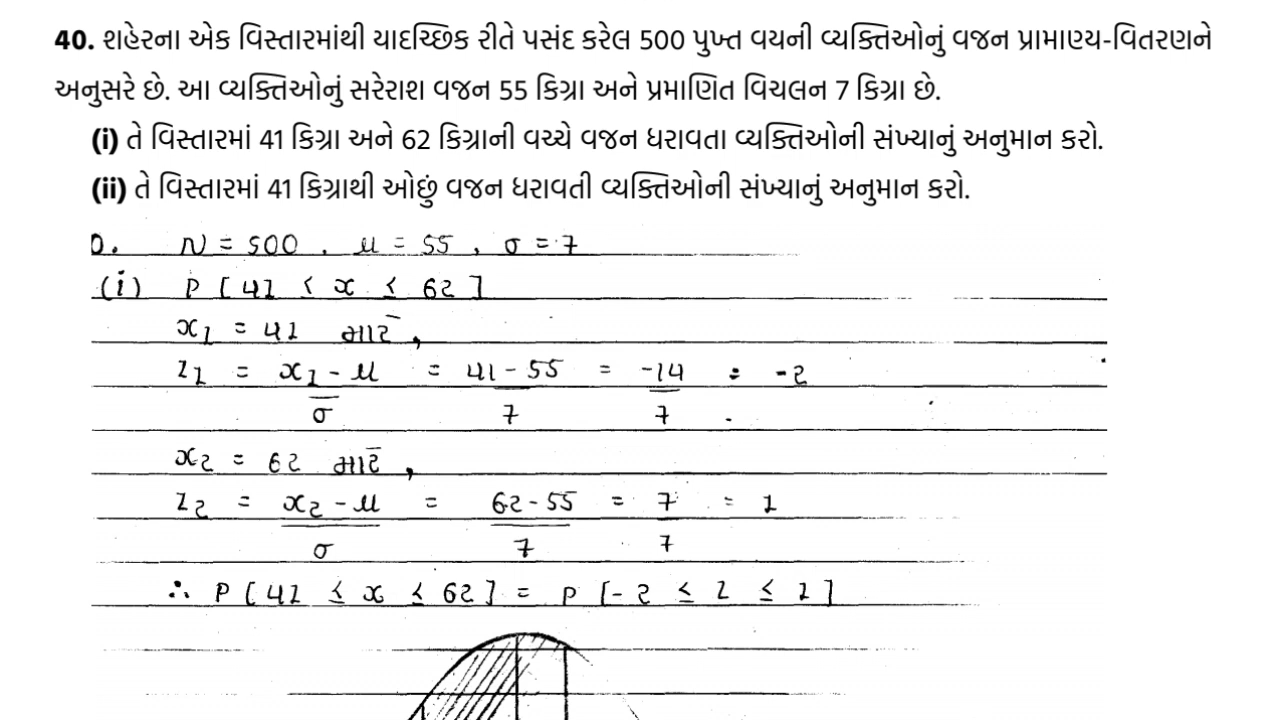 40. શહેરના એક વિસ્તારમાંથી યાદચ્છિક રીતે પસંદ કરેલ 500 પુખ્ત વયની વ્યક્તિઓનું વજન પ્રામાણ્ય-વિતરણને
અનુસરે છે. આ વ્યક્તિઓનું સરેરાશ વજન 55 કિગ્રા અને પ્રમાણિત વિચલન 7 કિગ્રા છે.
(i) તે વિસ્તારમાં 41 કિગ્રા અને 62 કિગ્રાની વચ્ચે વજન ધરાવતા વ્યક્તિઓની સંખ્યાનું અનુમાન કરો.
(ii) તે વિસ્તારમાં 41 કિગ્રાથી ઓછું વજન ધરાવતી વ્યક્તિઓની સંખ્યાનું અનુમાન કરો.
0. N = 500, μ = 55, σ = 7
(i) P [41 ≤ x ≤ 62]
x1 = 41 માટે,
z1 = x1 - μ = 41 - 55 = -14 = -2
σ 7 7
x2 = 62 માટે,
z2 = x2 - μ = 62 - 55 = 7 = 1
σ 7 7
∴ P [41 ≤ x ≤ 62] = P [-2 ≤ z ≤ 1]